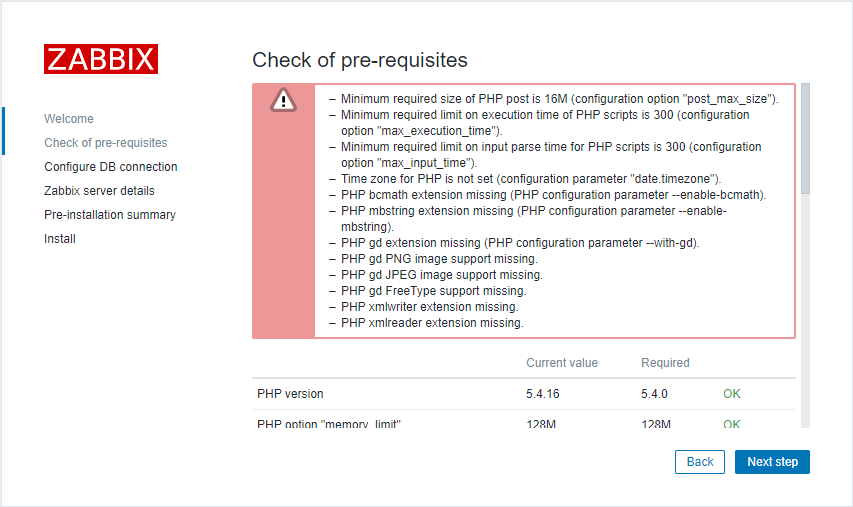 ZABBIX
Welcome
Check of pre-requisites
Configure DB connection
Zabbix server details
Pre-installation summary
Install
Check of pre-requisites
– Minimum required size of PHP post is 16M (configuration option "post_max_size").
– Minimum required limit on execution time of PHP scripts is 300 (configuration
option "max_execution_time").
– Minimum required limit on input parse time for PHP scripts is 300 (configuration
option "max_input_time").
– Time zone for PHP is not set (configuration parameter "date.timezone").
– PHP bcmath extension missing (PHP configuration parameter --enable-bcmath).
– PHP mbstring extension missing (PHP configuration parameter --enable-
mbstring).
– PHP gd extension missing (PHP configuration parameter --with-gd).
– PHP gd PNG image support missing.
– PHP gd JPEG image support missing.
– PHP gd FreeType support missing.
– PHP xmlwriter extension missing.
– PHP xmlreader extension missing.
Current value Required
PHP version 5.4.16 5.4.0 OK
PHP option "memory_limit" 128M 128M OK
Back Next step